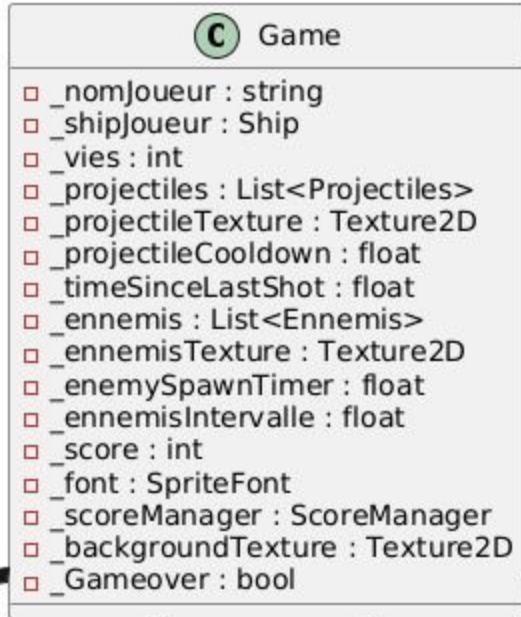 C Game
_nomJoueur : string
_shipJoueur : Ship
_vies : int
_projectiles : List<Projectiles>
_projectileTexture : Texture2D
_projectileCooldown : float
_timeSinceLastShot : float
_ennemis : List<Ennemis>
_ennemisTexture : Texture2D
_enemySpawnTimer : float
_ennemisIntervalle : float
_score : int
_font : SpriteFont
_scoreManager : ScoreManager
_backgroundTexture : Texture2D
_Gameover : bool